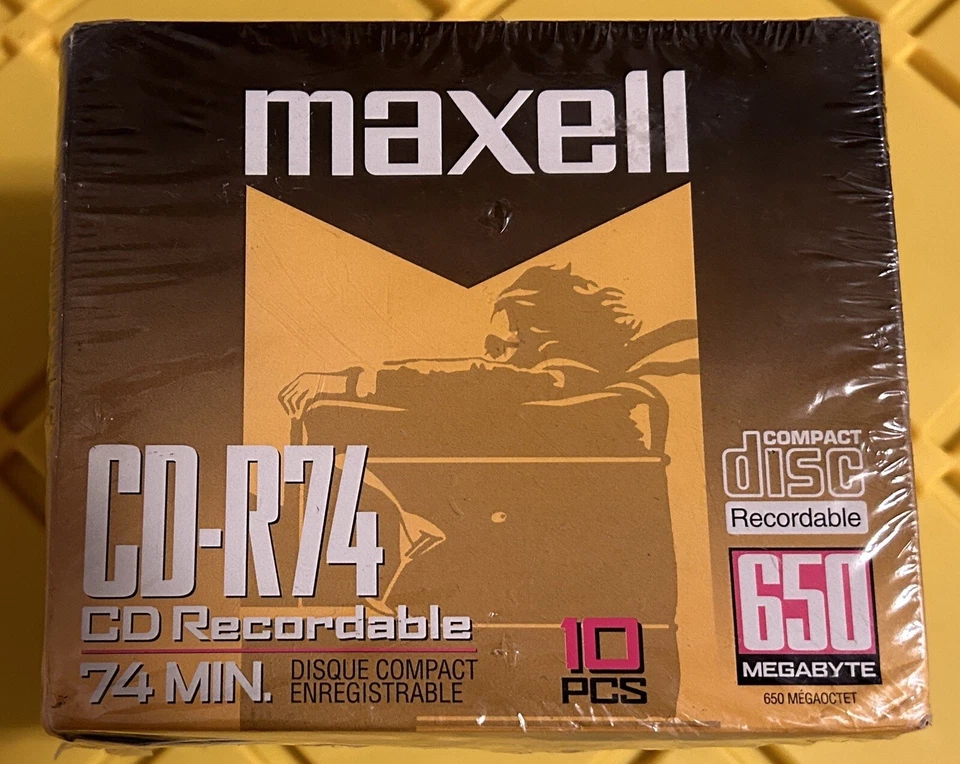 maxell
CD-R74
CD Recordable
74 MIN.
DISQUE COMPACT
ENREGISTRABLE
10
PCS
COMPACT
disc
Recordable
650
MEGABYTE
650 MÉGAOCTET